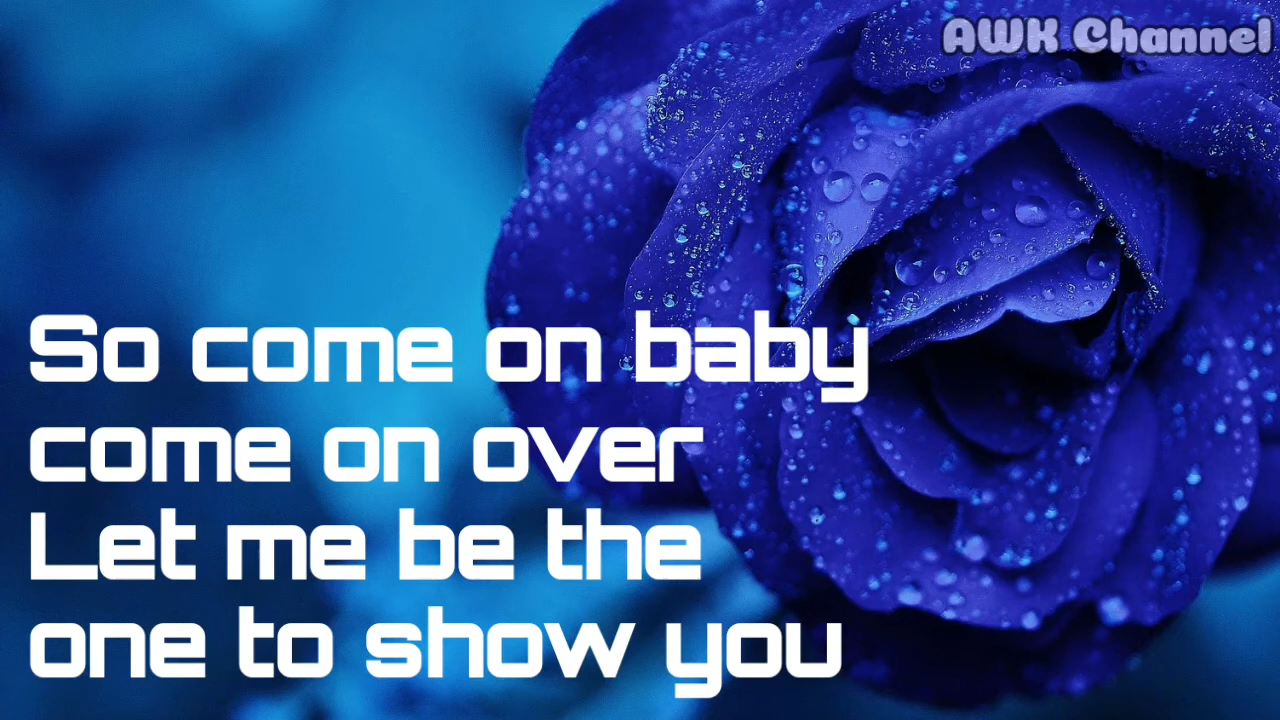 AWK Channel
So come on baby
come on over
Let me be the
one to show you